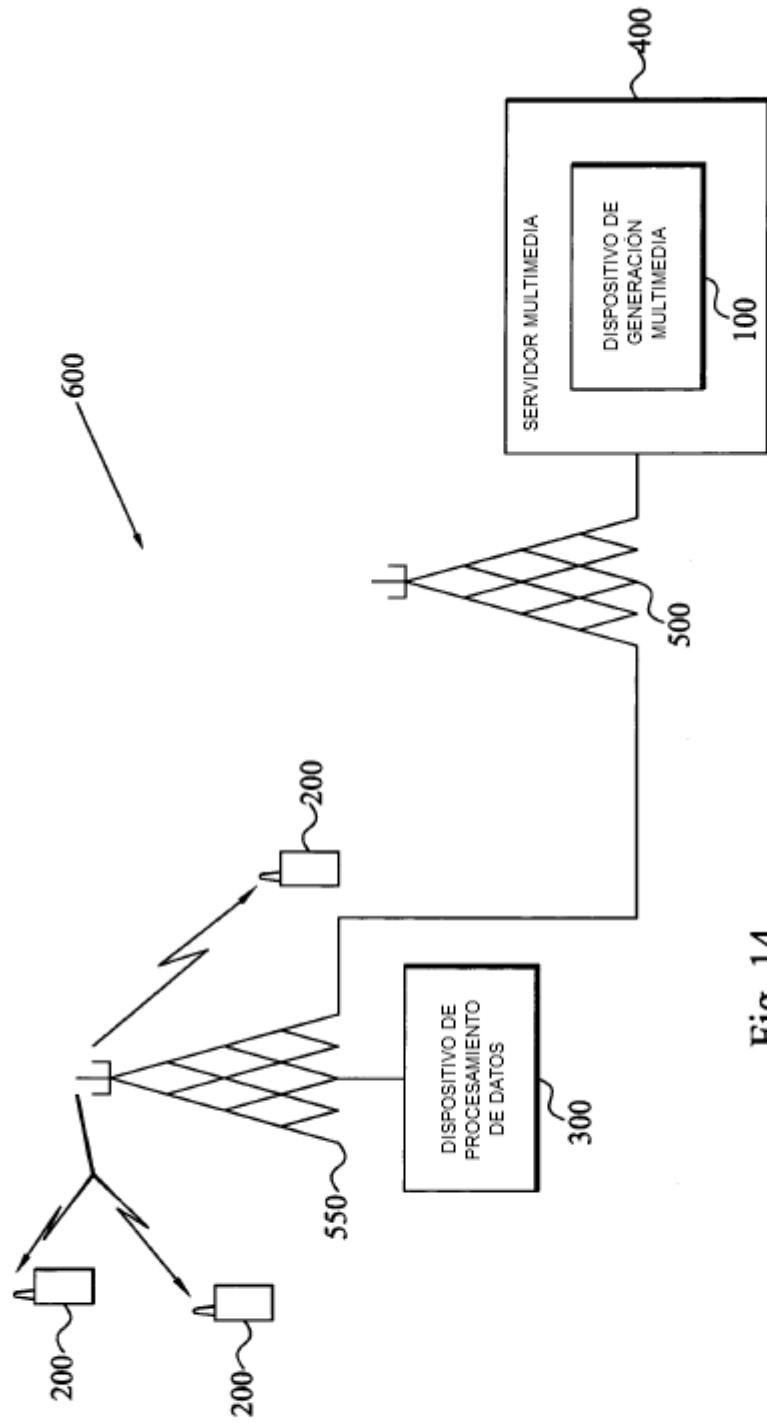 600
200
200
200
550
DISPOSITIVO DE
PROCESAMIENTO
DE DATOS
300
500
SERVIDOR MULTIMEDIA
DISPOSITIVO DE
GENERACIÓN
MULTIMEDIA
100
400
Fig. 14